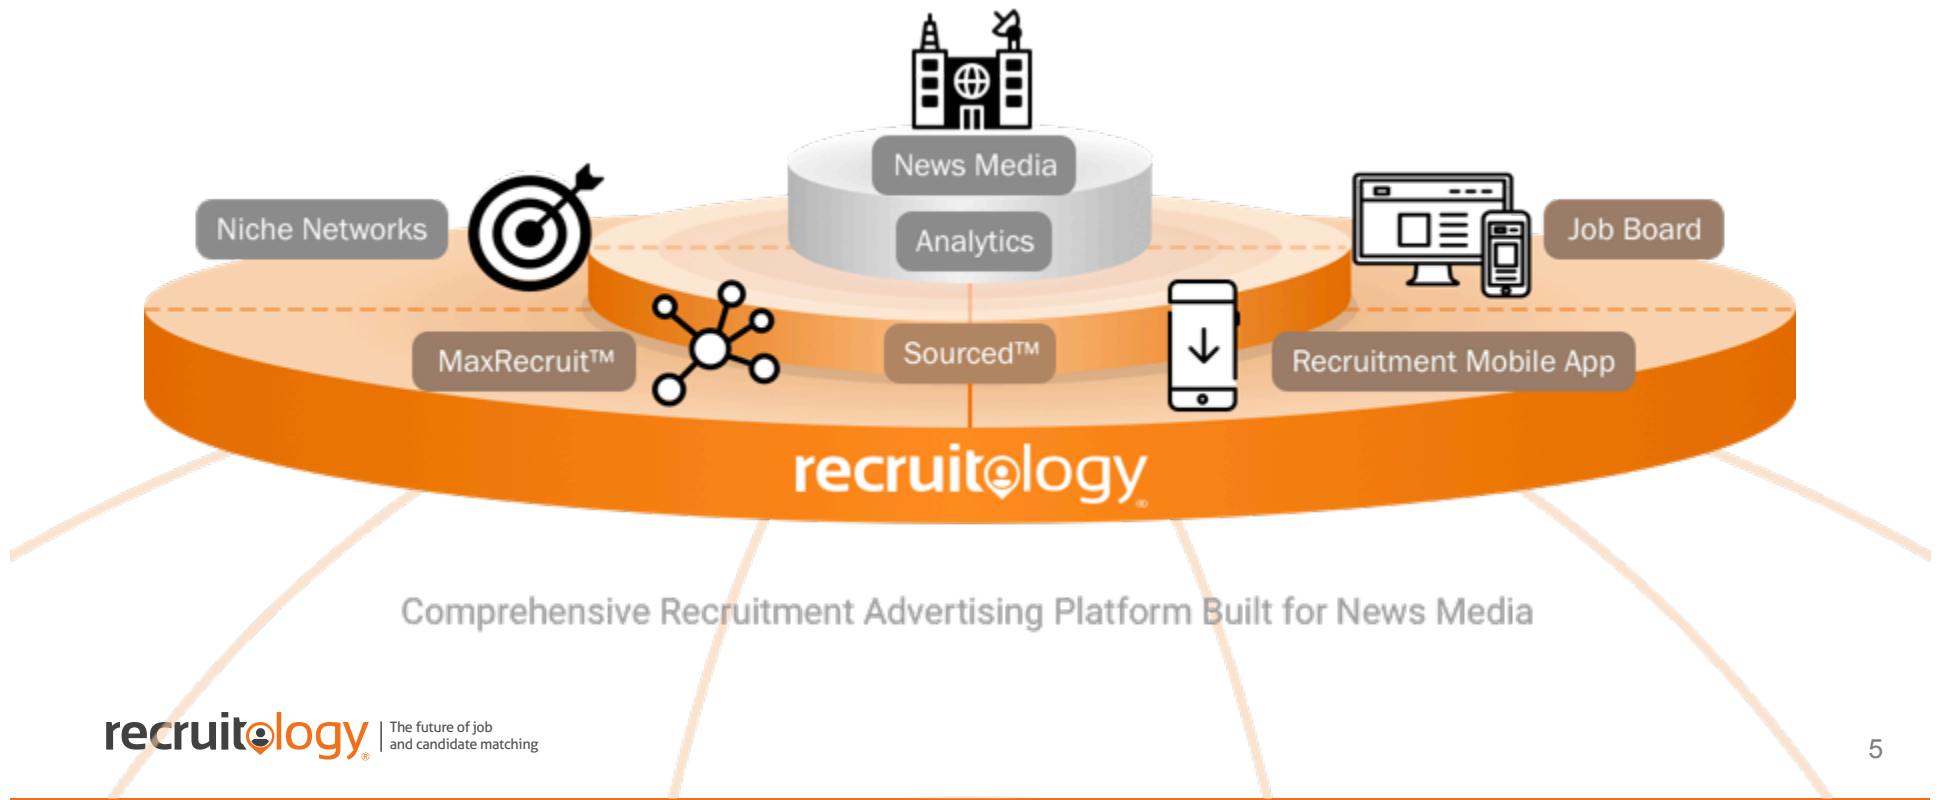 News Media
Niche Networks
Analytics
Job Board
MaxRecruit™
Sourced™
Recruitment Mobile App
recruitology®
Comprehensive Recruitment Advertising Platform Built for News Media
recruitology®
The future of job
and candidate matching
5